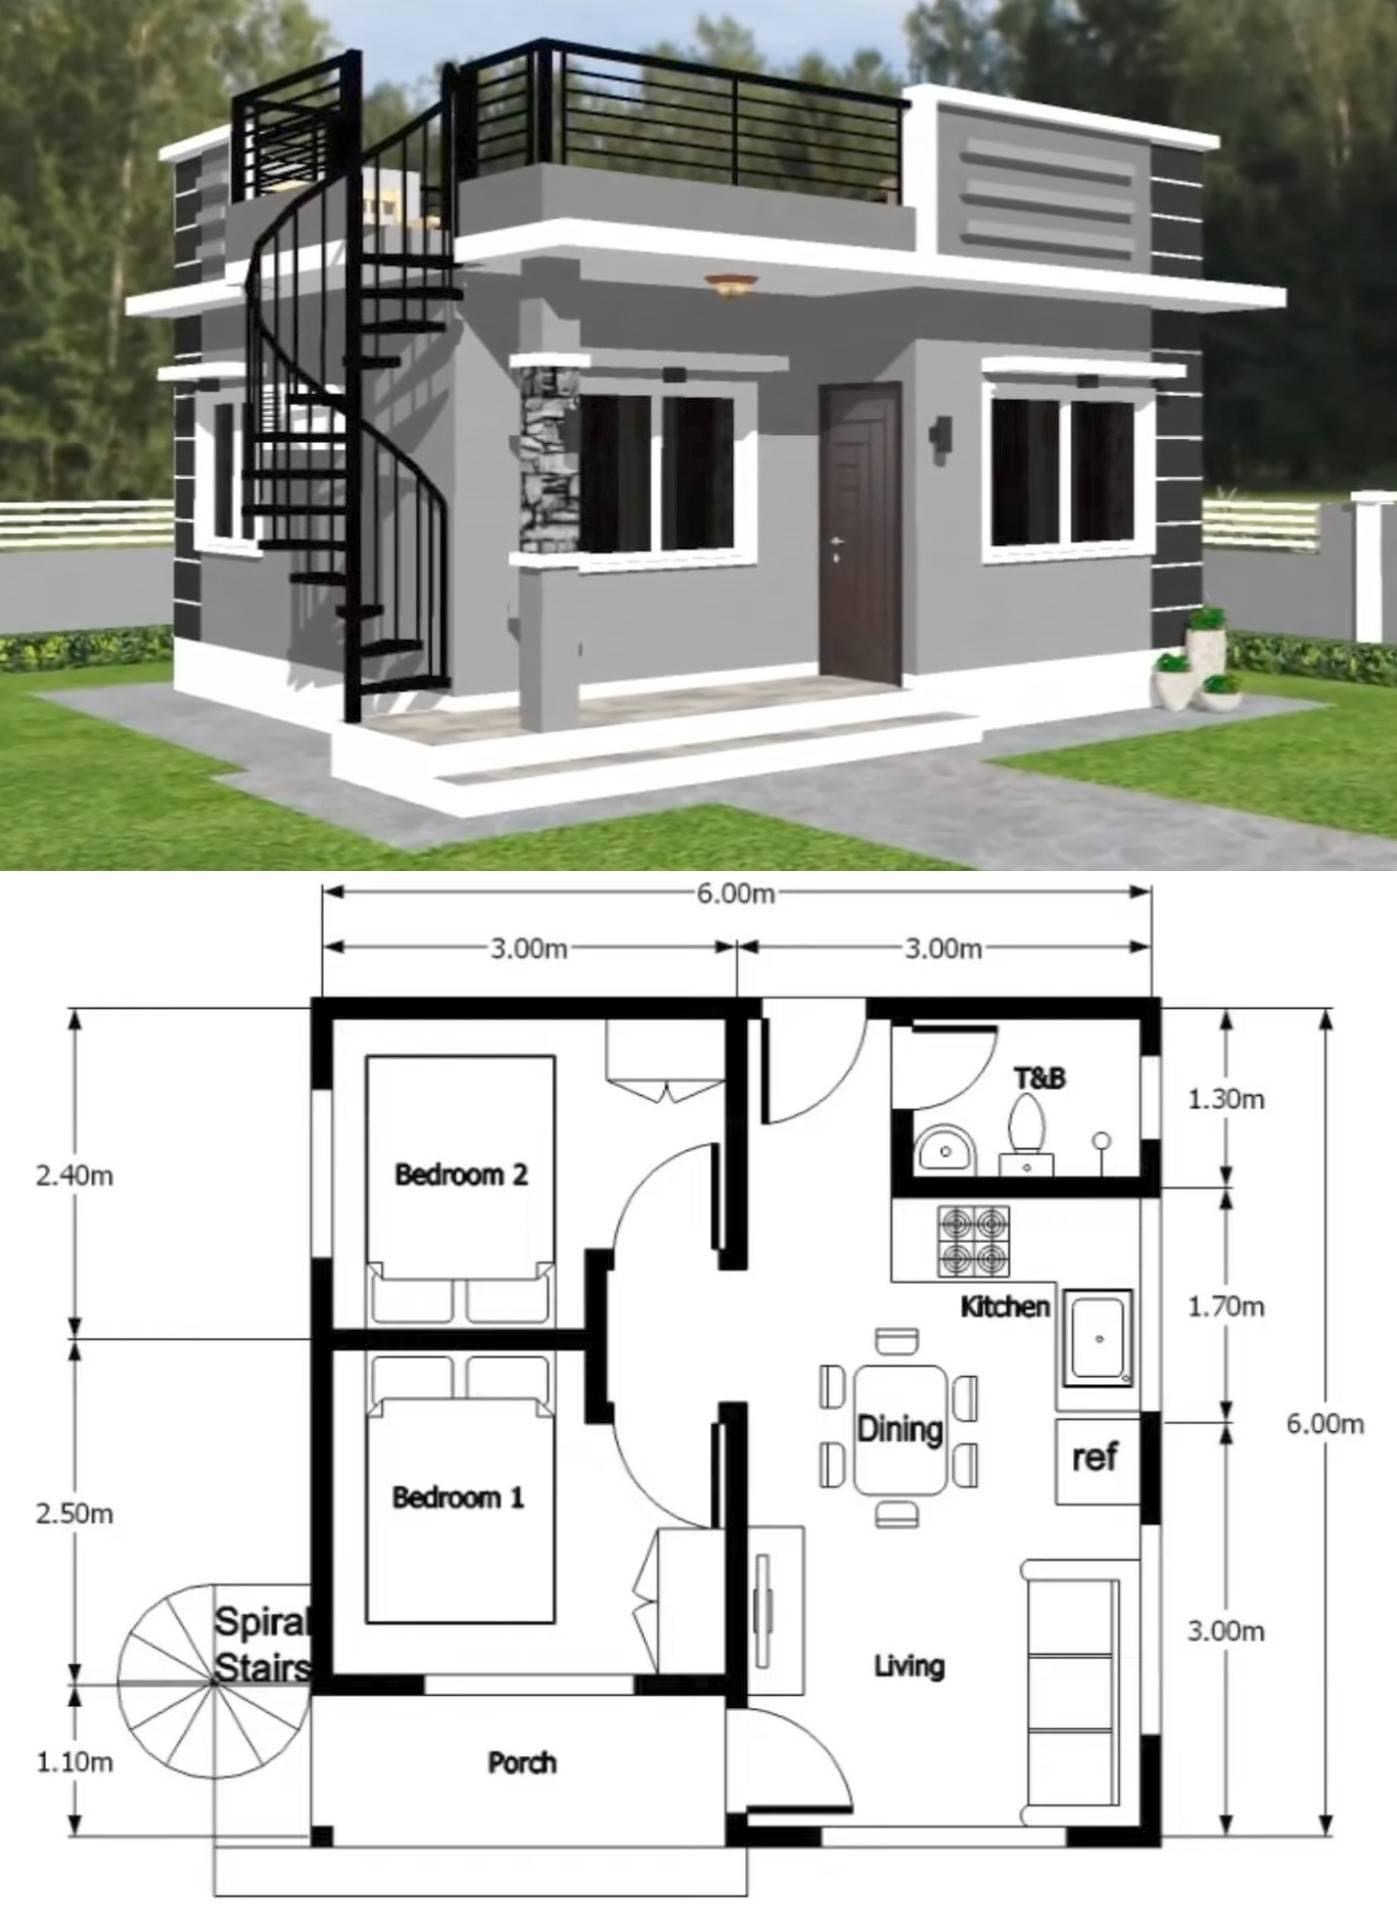 6.00m
3.00m
3.00m
T&B
1.30m
2.40m
Bedroom 2
Kitchen
1.70m
Dining
6.00m
ref
Bedroom 1
2.50m
Spiral
Stairs
Living
3.00m
1.10m
Porch